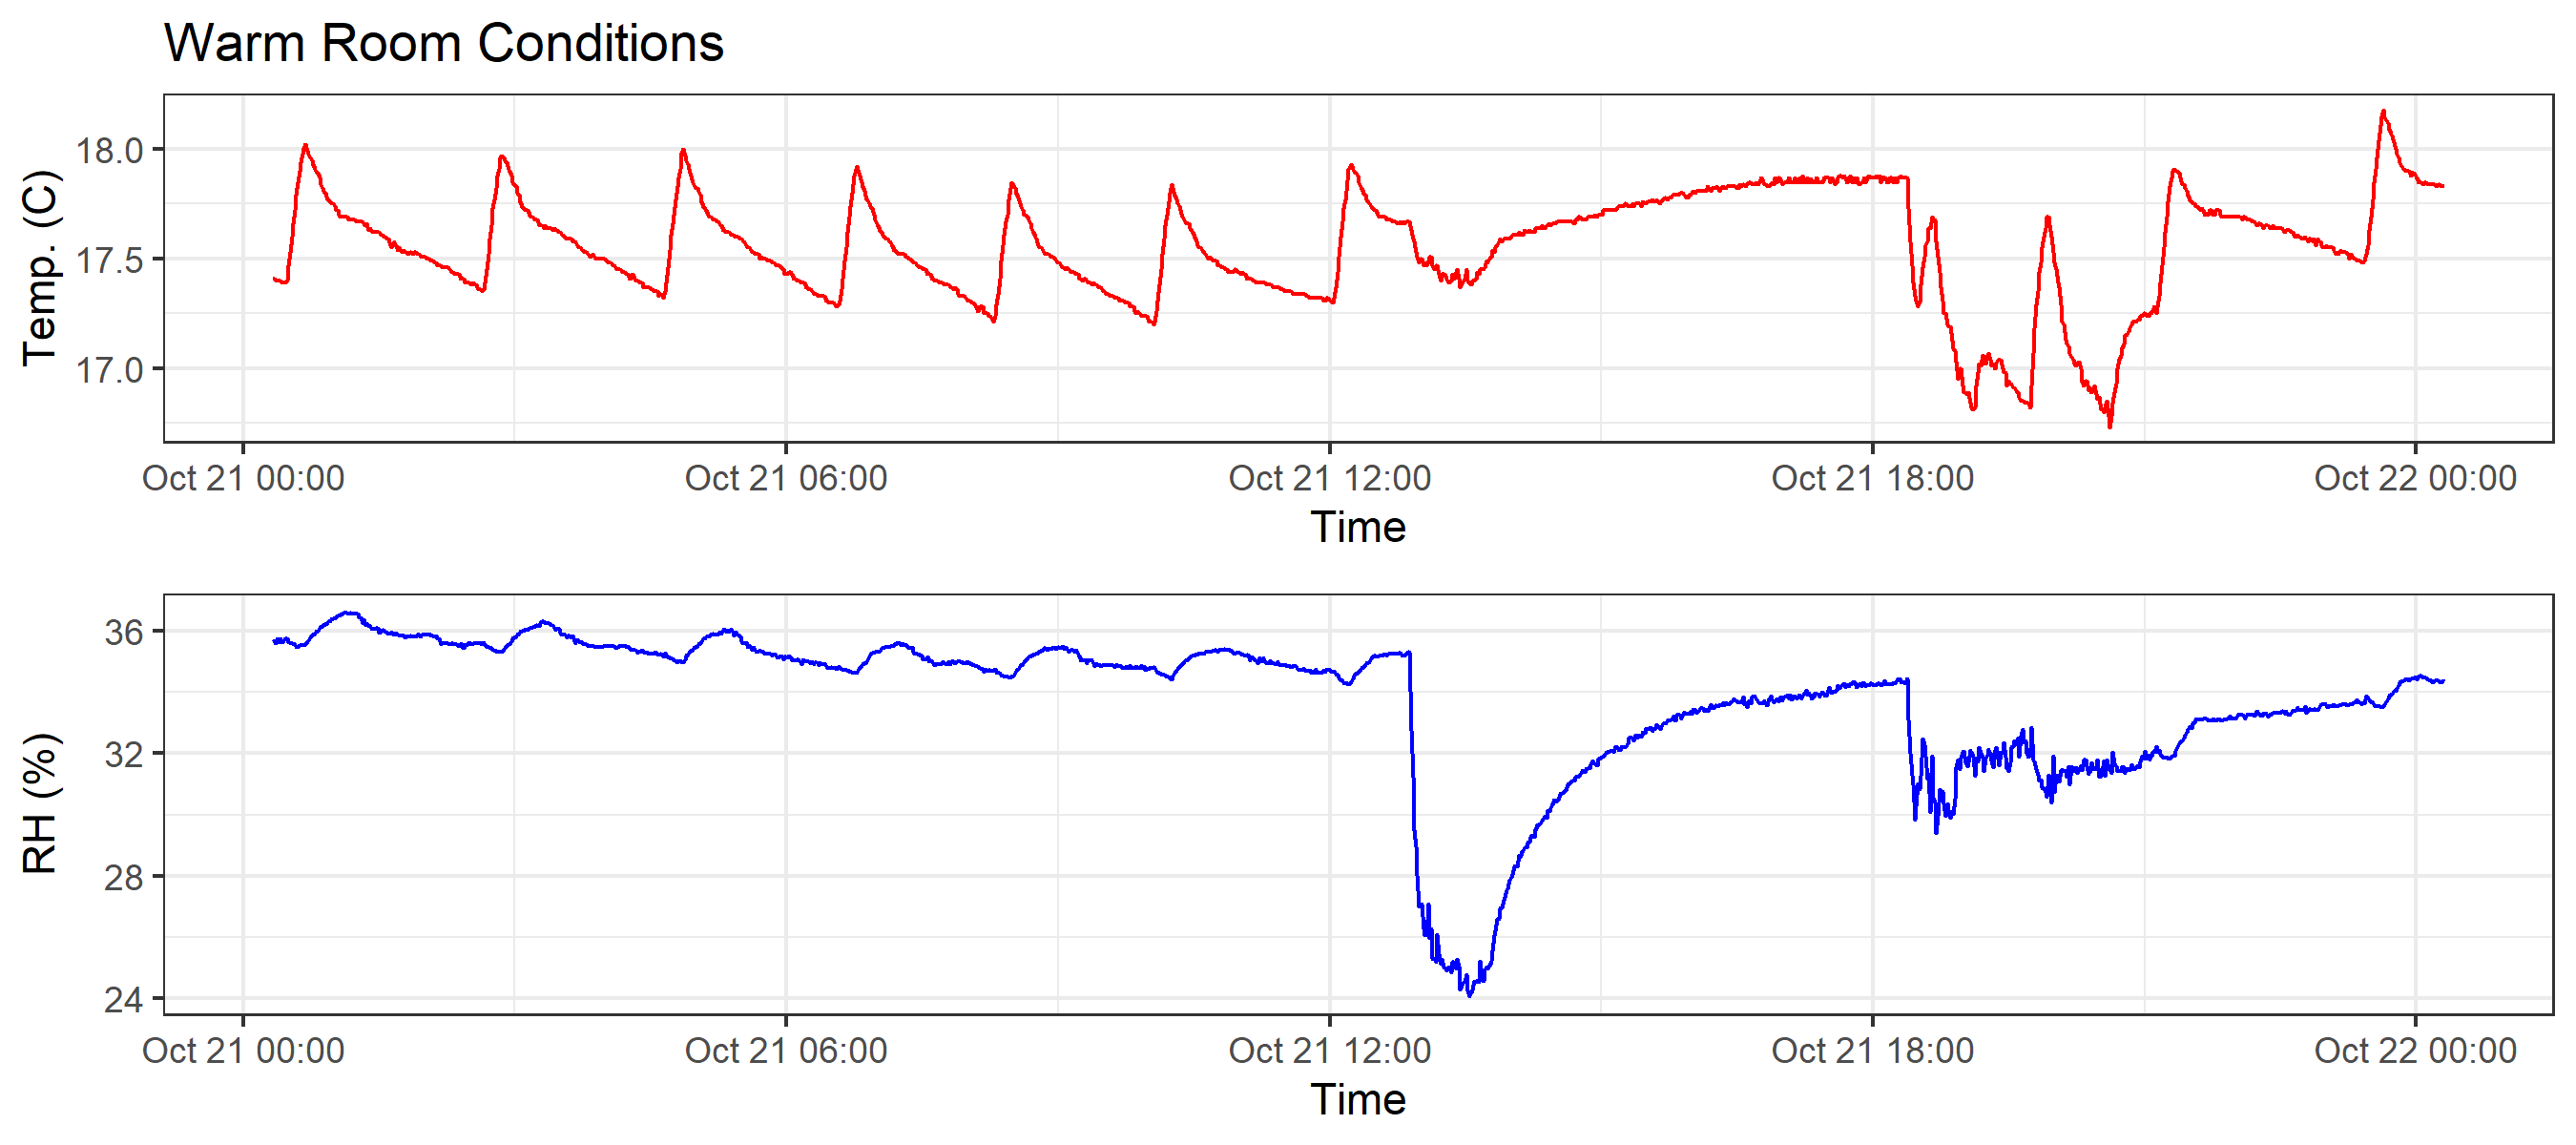 Warm Room Conditions
Temp. (C)
18.0
17.5
17.0
Oct 21 00:00 Oct 21 06:00 Oct 21 12:00 Oct 21 18:00 Oct 22 00:00
Time
RH (%)
36
32
28
24
Oct 21 00:00 Oct 21 06:00 Oct 21 12:00 Oct 21 18:00 Oct 22 00:00
Time